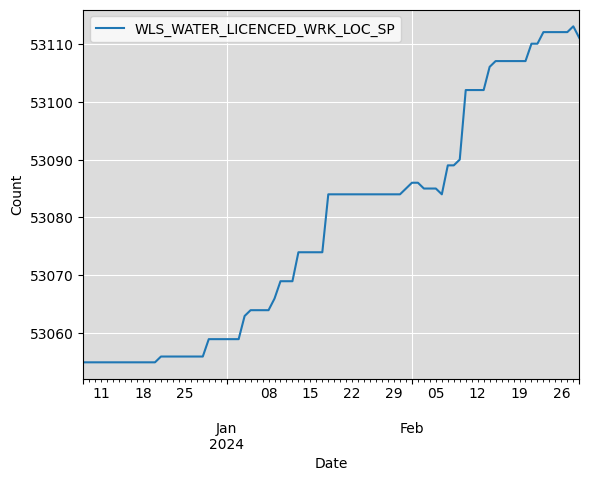 WLS_WATER_LICENCED_WRK_LOC_SP
53110
53100
53090
53080
53070
53060
Count
11 18 25 08 15 22 29 05 12 19 26
Jan Feb
2024
Date